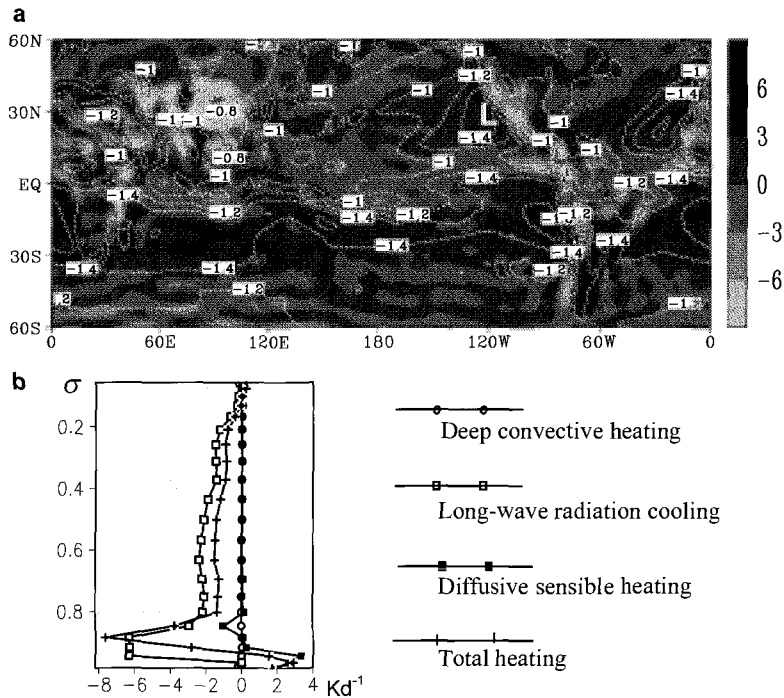 a
60N
30N
EQ
30S
60S
0 60E 120E 180 120W 60W 0
6
3
0
-3
-6
-1 -1 -1 -1 -1.2 -1 -1 -1.4
-1.2 -1 -0.8 -1 -1 -1.4 -1
-1 -0.8 -1 -1 -1 -1
-1.4 -1.2 -1 -1.4 -1.2 -1.4 -1.2 -1.4 -1.2
-1.4 -1.4 -1.4 -1.4 -1.4
-1.2 -1.2
L
b
σ
0.2
0.4
0.6
0.8
-8 -6 -4 -2 0 2 4 Kd⁻¹
Deep convective heating
Long-wave radiation cooling
Diffusive sensible heating
Total heating